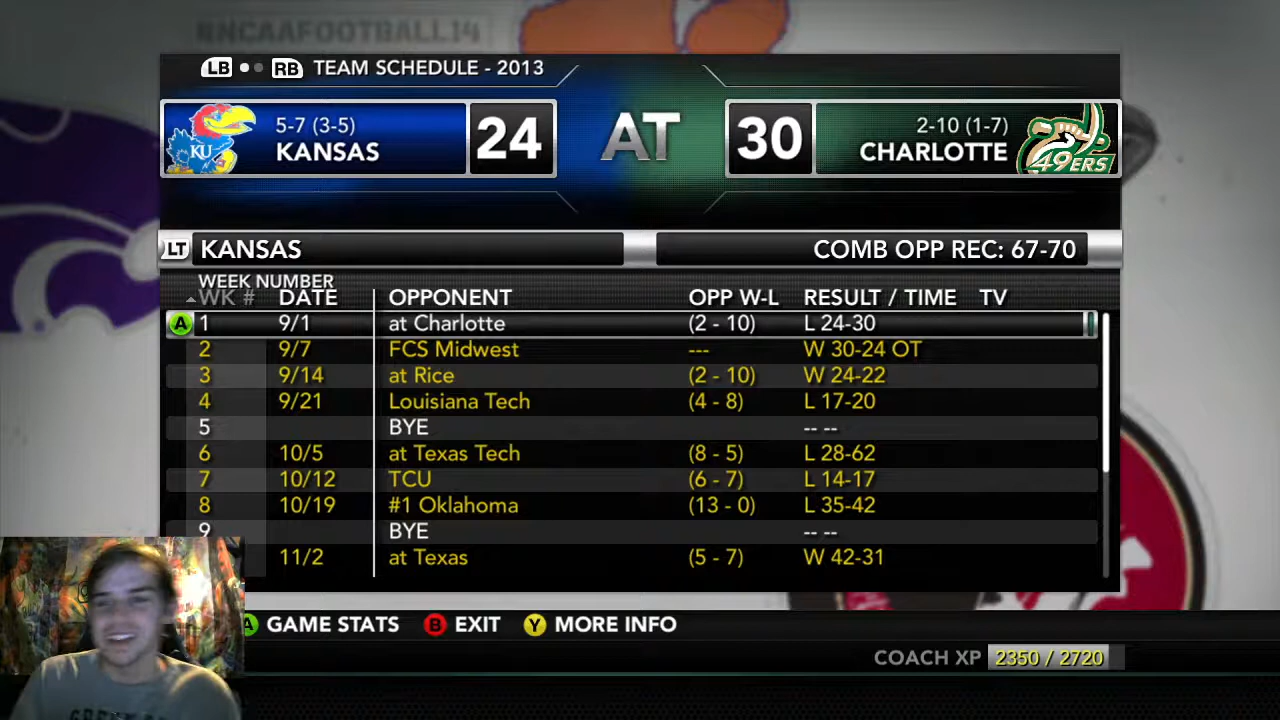 #NCAAFOOTBALL14
LB RB TEAM SCHEDULE - 2013
5-7 (3-5)
KANSAS
24
AT
30
2-10 (1-7)
CHARLOTTE
KU
49ERS
LT KANSAS
COMB OPP REC: 67-70
WEEK NUMBER
WK # DATE OPPONENT OPP W-L RESULT / TIME TV
A 1 9/1 at Charlotte (2 - 10) L 24-30
2 9/7 FCS Midwest --- W 30-24 OT
3 9/14 at Rice (2 - 10) W 24-22
4 9/21 Louisiana Tech (4 - 8) L 17-20
5 BYE -- --
6 10/5 at Texas Tech (8 - 5) L 28-62
7 10/12 TCU (6 - 7) L 14-17
8 10/19 #1 Oklahoma (13 - 0) L 35-42
9 BYE -- --
11/2 at Texas (5 - 7) W 42-31
A GAME STATS B EXIT Y MORE INFO
COACH XP 2350 / 2720